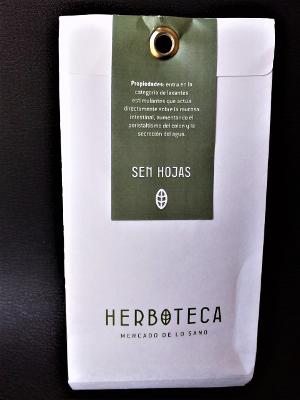 Propiedades: entra en la
categoría de laxantes
estimulantes que actúa
directamente sobre la mucosa
intestinal, aumentando el
peristaltismo del colon y la
secreción del agua.
SEN HOJAS
HERBOTECA
MERCADO DE LO SANO